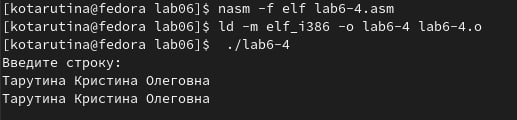 [kotarutina@fedora lab06]$ nasm -f elf lab6-4.asm
[kotarutina@fedora lab06]$ ld -m elf_i386 -o lab6-4 lab6-4.o
[kotarutina@fedora lab06]$  ./lab6-4
Введите строку:
Тарутина Кристина Олеговна
Тарутина Кристина Олеговна